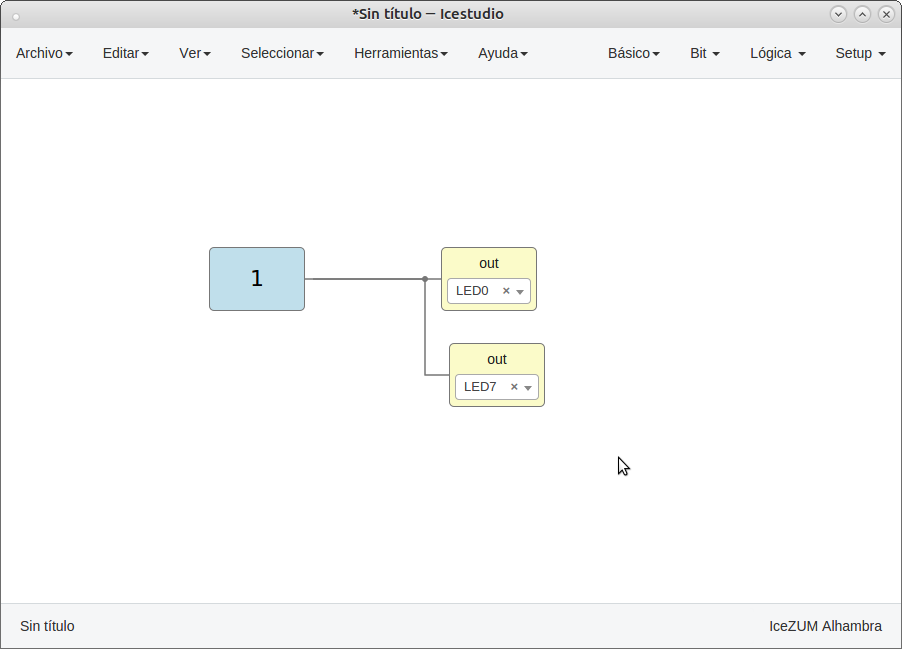 *Sin título — Icestudio
Archivo Editar Ver Seleccionar Herramientas Ayuda Básico Bit Lógica Setup
1
out
LED0 ×
out
LED7 ×
Sin título IceZUM Alhambra